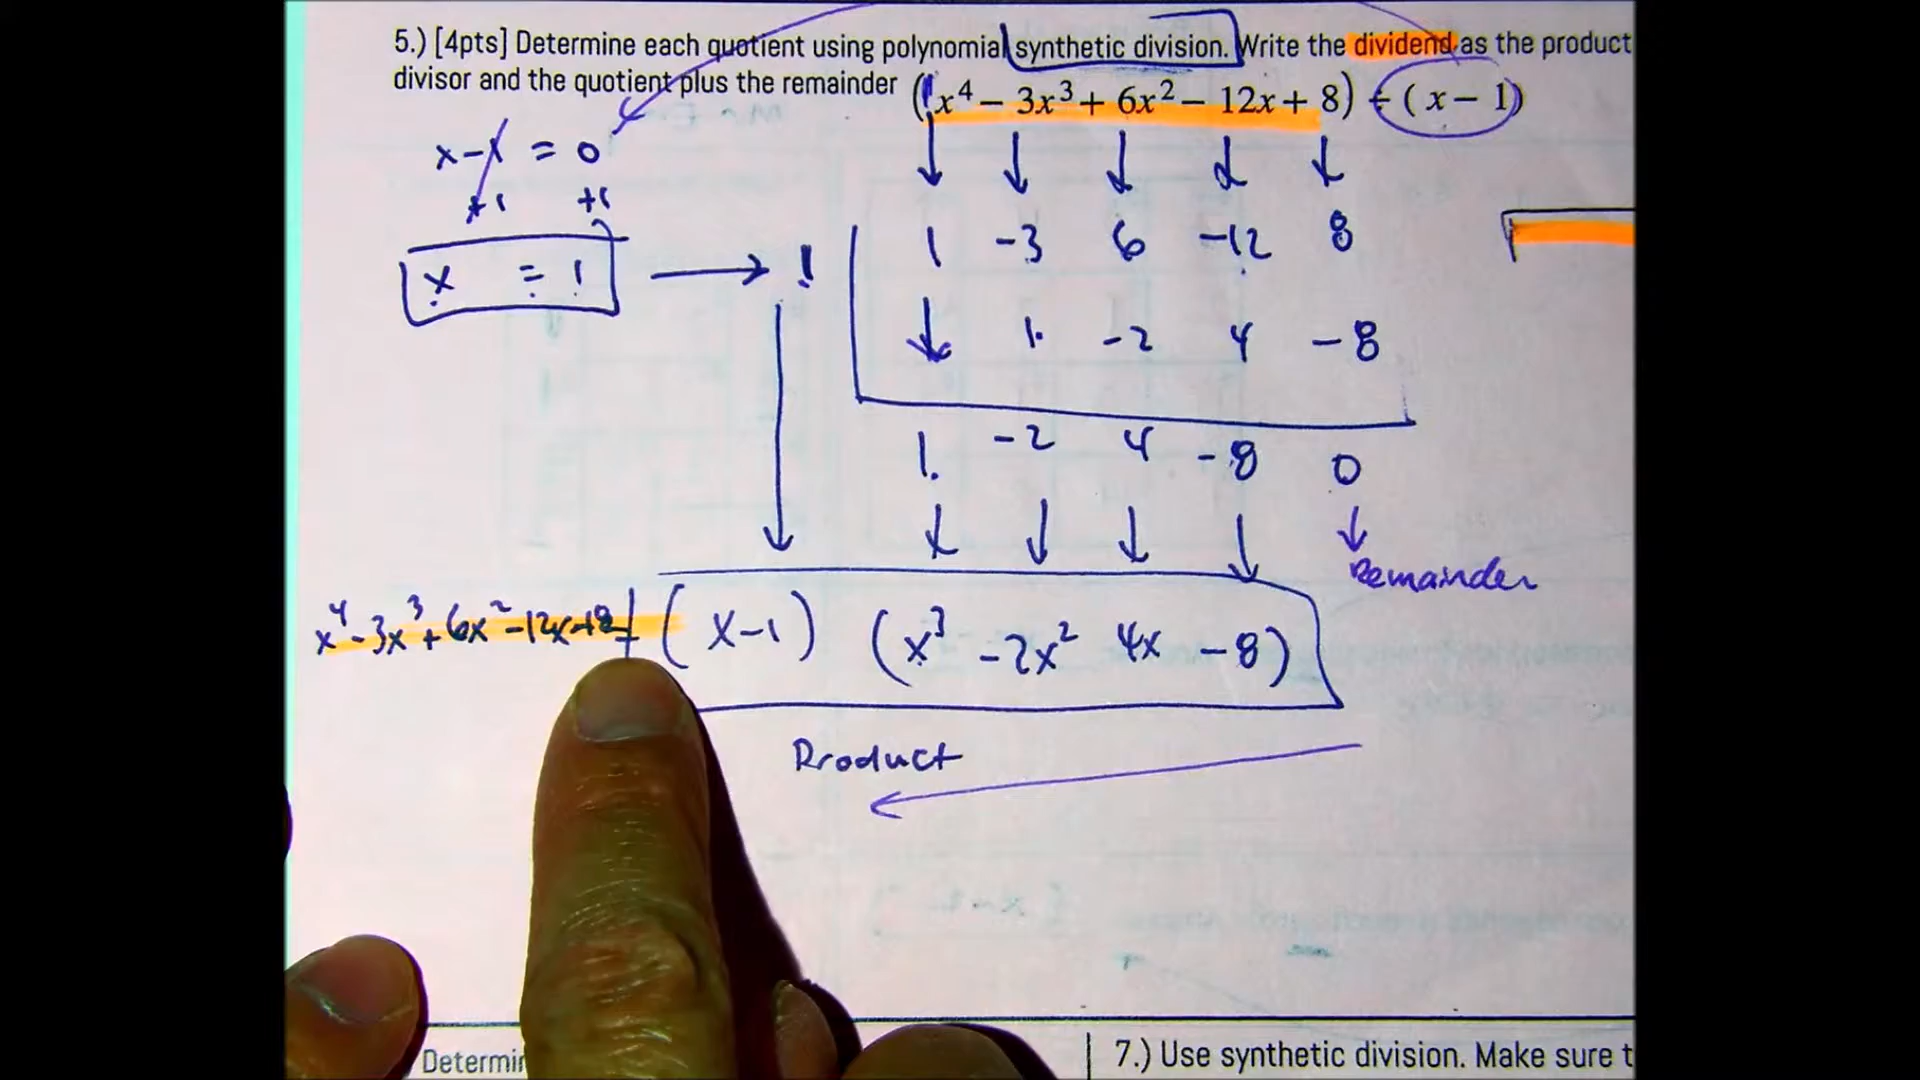 5.) [4pts] Determine each quotient using polynomial synthetic division. Write the dividend as the product
divisor and the quotient plus the remainder (1x⁴ − 3x³ + 6x² − 12x + 8) ÷ (x − 1)
x-1 = 0
+1 +1
x = 1 → 1
1 -3 6 -12 8
1 -2 4 -8
1 -2 4 -8 0
Remainder
x⁴-3x³+6x²-12x+8 = (x-1) (x³ -2x² 4x -8)
Product
Determin
7.) Use synthetic division. Make sure t